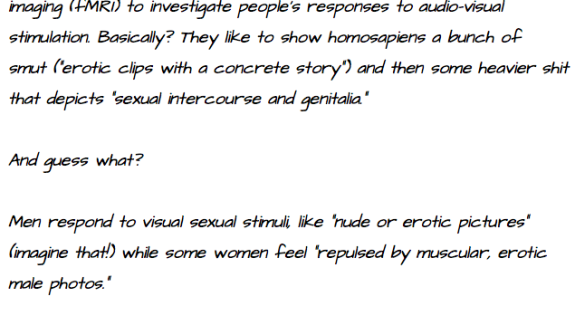 imaging (fMRI) to investigate people's responses to audio-visual
stimulation. Basically? They like to show homosapiens a bunch of
smut ("erotic clips with a concrete story") and then some heavier shit
that depicts "sexual intercourse and genitalia."
And guess what?
Men respond to visual sexual stimuli, like "nude or erotic pictures"
(imagine that!) while some women feel "repulsed by muscular, erotic
male photos."